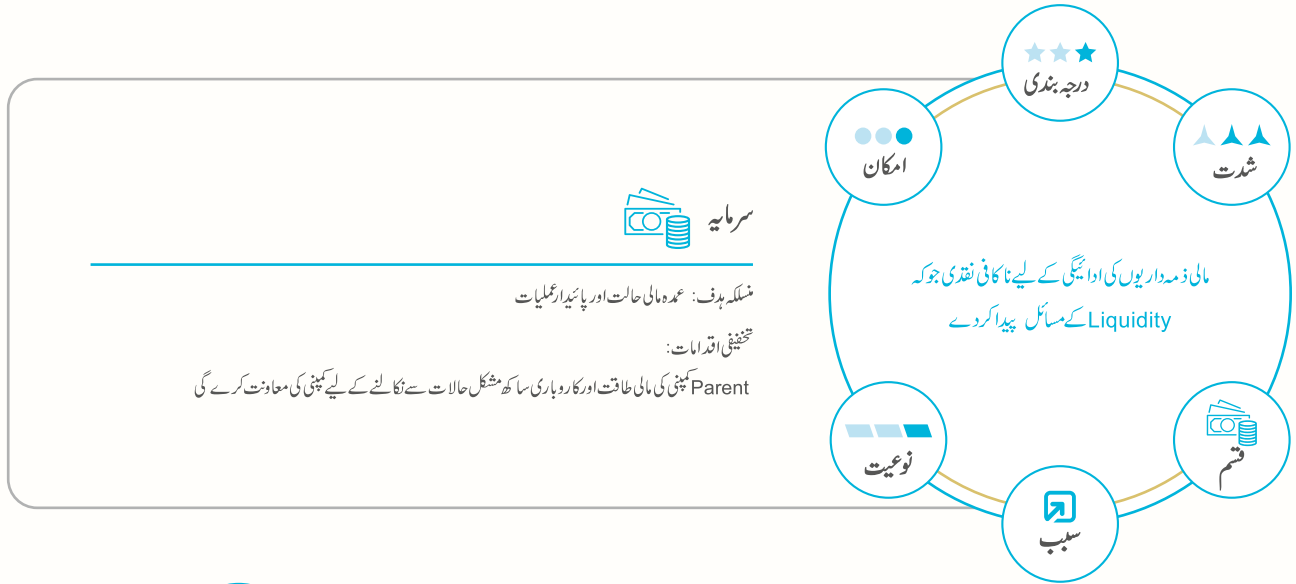 درجہ بندی
شدت
امکان
مالی ذمہ داریوں کی ادائیگی کے لیے ناکافی نقدی جو کہ
Liquidity کے مسائل پیدا کردے
قسم
سبب
نوعیت
سرمایہ
منسلکہ ہدف: عمدہ مالی حالت اور پائیدار عملیات
تخفیفی اقدامات:
Parent کمپنی کی مالی طاقت اور کاروباری ساکھ مشکل حالات سے نکالنے کے لیے کمپنی کی معاونت کرے گی